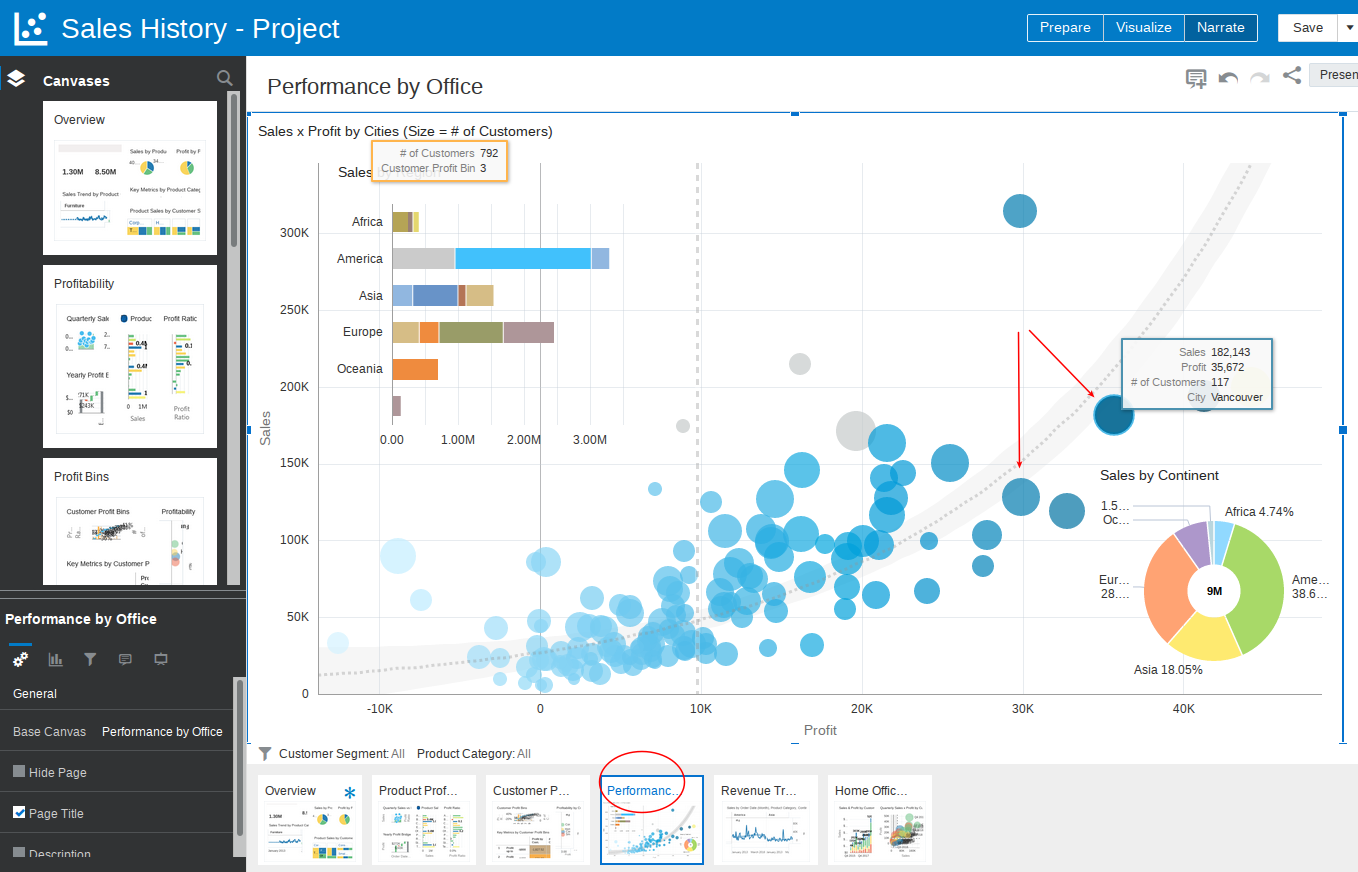 Sales History - Project
Prepare
Visualize
Narrate
Save
Canvases
Overview
Sales by Produ
Profit by F
1.30M
8.50M
Key Metrics by Product Categ
Sales Trend by Product
Furniture
Product Sales by Customer S
Profitability
Quarterly Sale
Produc
Profit Ratic
Yearly Profit E
Sales
Profit
Ratio
Profit Bins
Customer Profit Bins
Profitability
Key Metrics by Customer P
Performance by Office
General
Base Canvas Performance by Office
Hide Page
Page Title
Description
Performance by Office
Presen
Sales x Profit by Cities (Size = # of Customers)
# of Customers 792
Customer Profit Bin 3
Sales by Region
Africa
America
Asia
Europe
Oceania
0.00 1.00M 2.00M 3.00M
Sales
300K
250K
200K
150K
100K
50K
0
-10K 0 10K 20K 30K 40K
Profit
Sales 182,143
Profit 35,672
# of Customers 117
City Vancouver
Sales by Continent
1.5...
Oc...
Africa 4.74%
Eur...
28....
9M
Ame...
38.6...
Asia 18.05%
Customer Segment: All Product Category: All
Overview
Product Prof...
Customer P...
Performanc...
Revenue Tr...
Home Offic...